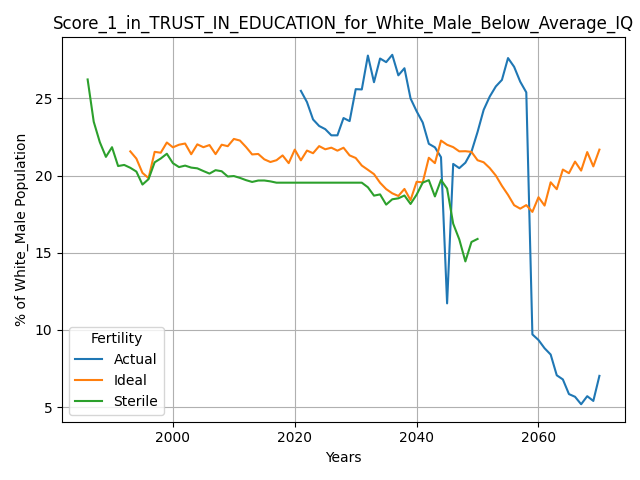 Score_1_in_TRUST_IN_EDUCATION_for_White_Male_Below_Average_IQ
% of White_Male Population
25
20
15
10
5
Fertility
Actual
Ideal
Sterile
2000
2020
2040
2060
Years